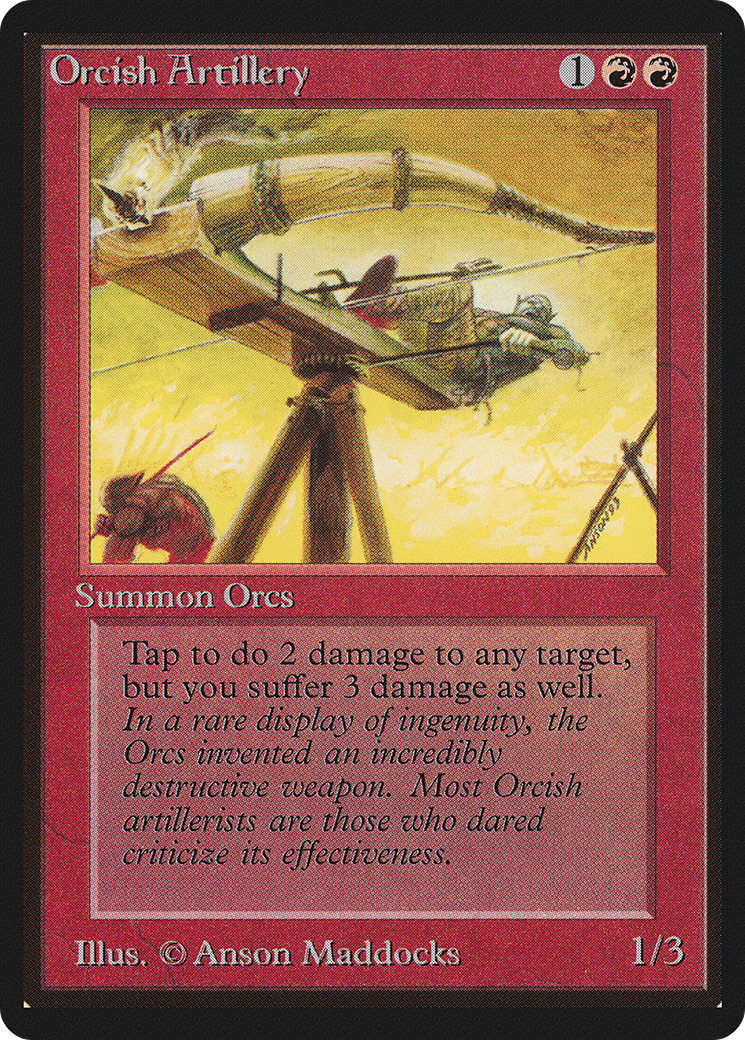 Orcish Artillery 1
ANSON93
Summon Orcs
Tap to do 2 damage to any target,
but you suffer 3 damage as well.
In a rare display of ingenuity, the
Orcs invented an incredibly
destructive weapon. Most Orcish
artillerists are those who dared
criticize its effectiveness.
Illus. © Anson Maddocks 1/3